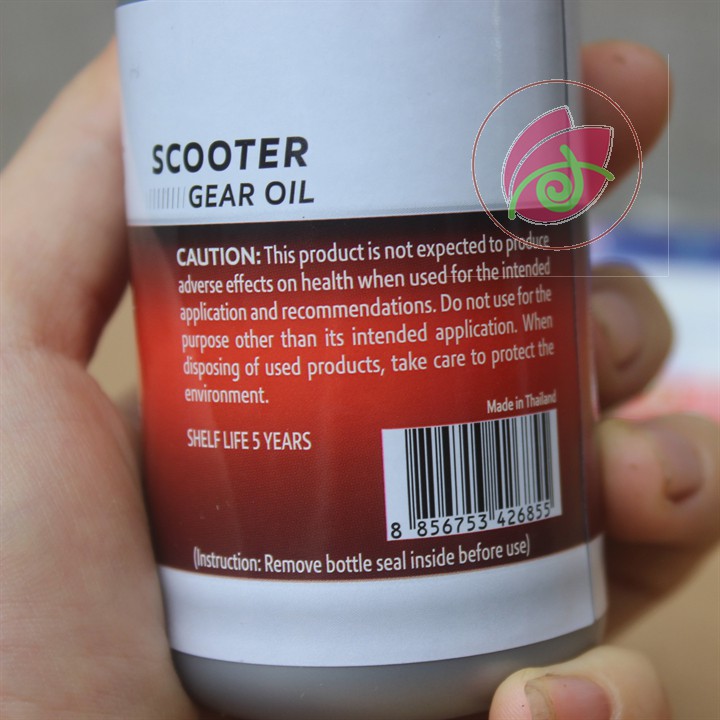 SCOOTER
GEAR OIL
CAUTION: This product is not expected to produce
adverse effects on health when used for the intended
application and recommendations. Do not use for the
purpose other than its intended application. When
disposing of used products, take care to protect the
environment.
Made in Thailand
SHELF LIFE 5 YEARS
8 856753 426855
(Instruction: Remove bottle seal inside before use)